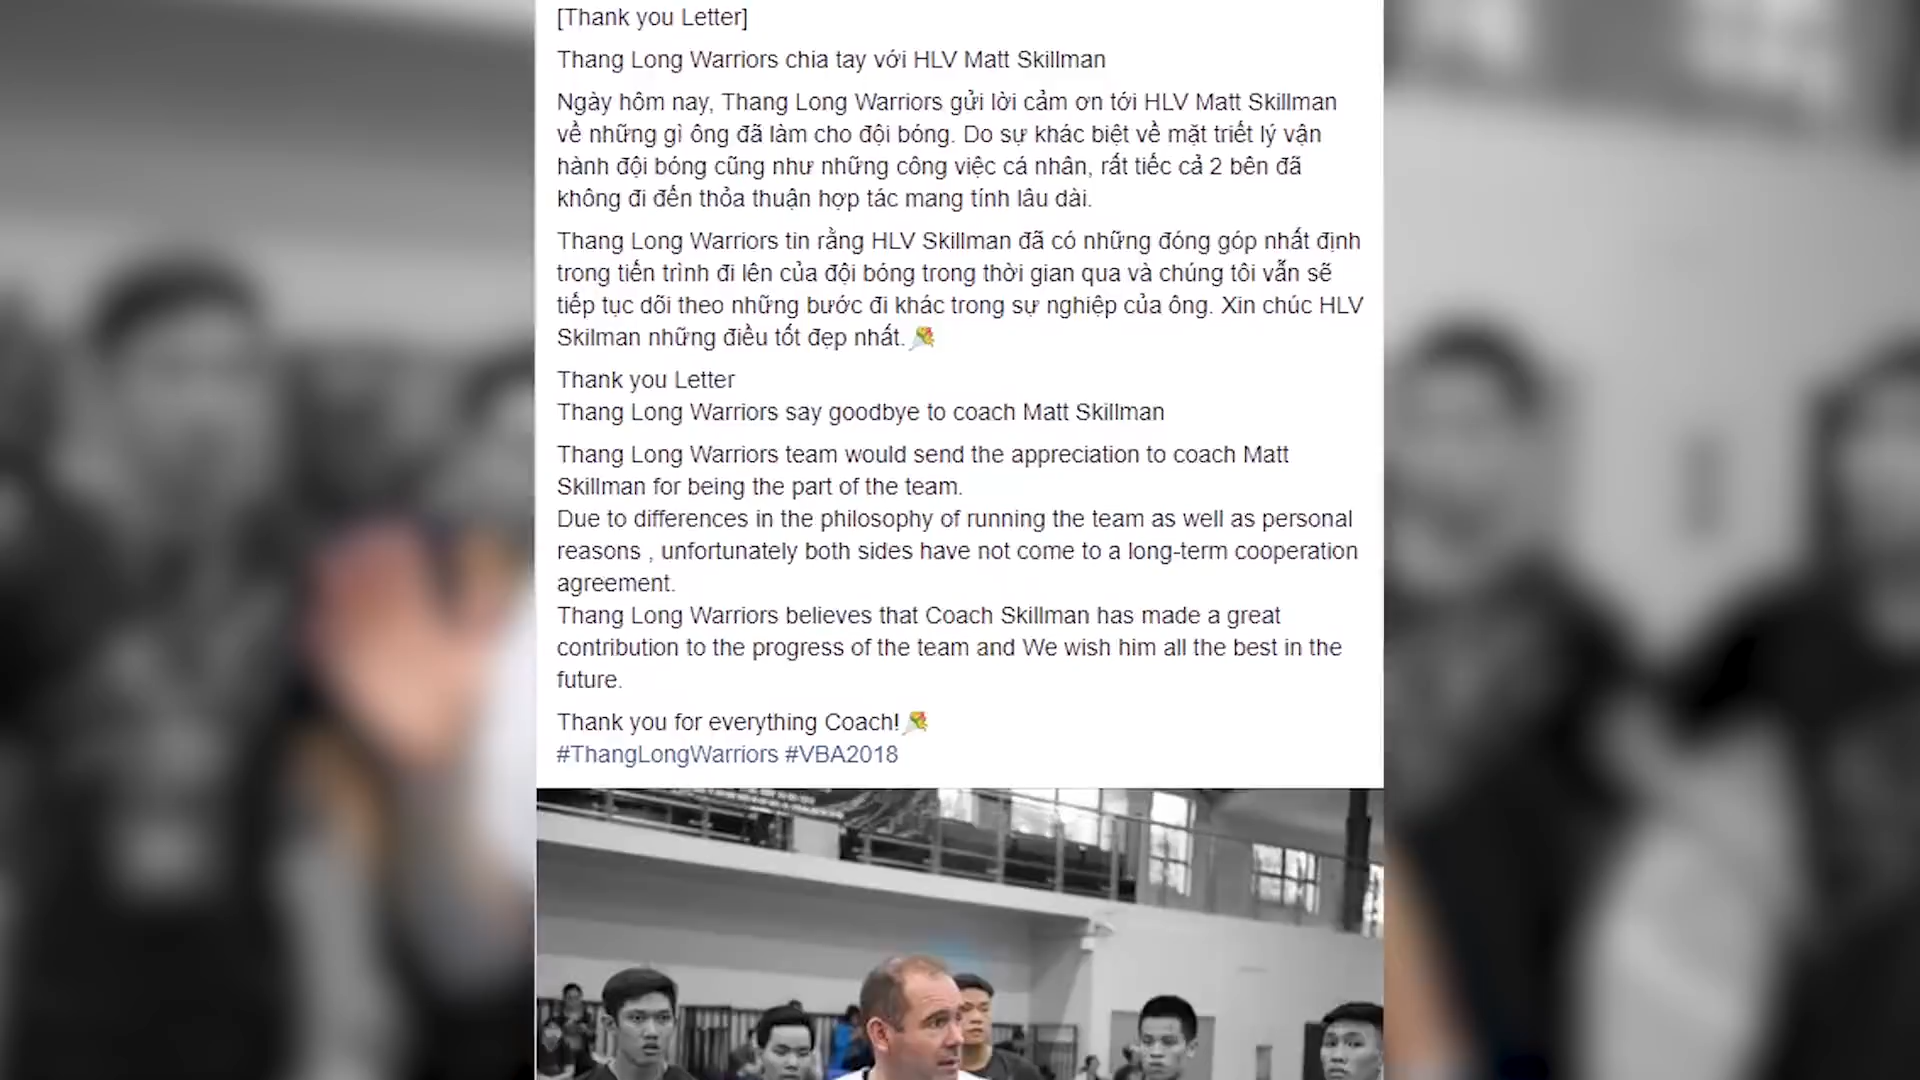 [Thank you Letter]
Thang Long Warriors chia tay với HLV Matt Skillman
Ngày hôm nay, Thang Long Warriors gửi lời cảm ơn tới HLV Matt Skillman
về những gì ông đã làm cho đội bóng. Do sự khác biệt về mặt triết lý vận
hành đội bóng cũng như những công việc cá nhân, rất tiếc cả 2 bên đã
không đi đến thỏa thuận hợp tác mang tính lâu dài.
Thang Long Warriors tin rằng HLV Skillman đã có những đóng góp nhất định
trong tiến trình đi lên của đội bóng trong thời gian qua và chúng tôi vẫn sẽ
tiếp tục dõi theo những bước đi khác trong sự nghiệp của ông. Xin chúc HLV
Skilman những điều tốt đẹp nhất.
Thank you Letter
Thang Long Warriors say goodbye to coach Matt Skillman
Thang Long Warriors team would send the appreciation to coach Matt
Skillman for being the part of the team.
Due to differences in the philosophy of running the team as well as personal
reasons , unfortunately both sides have not come to a long-term cooperation
agreement.
Thang Long Warriors believes that Coach Skillman has made a great
contribution to the progress of the team and We wish him all the best in the
future.
Thank you for everything Coach!
#ThangLongWarriors #VBA2018